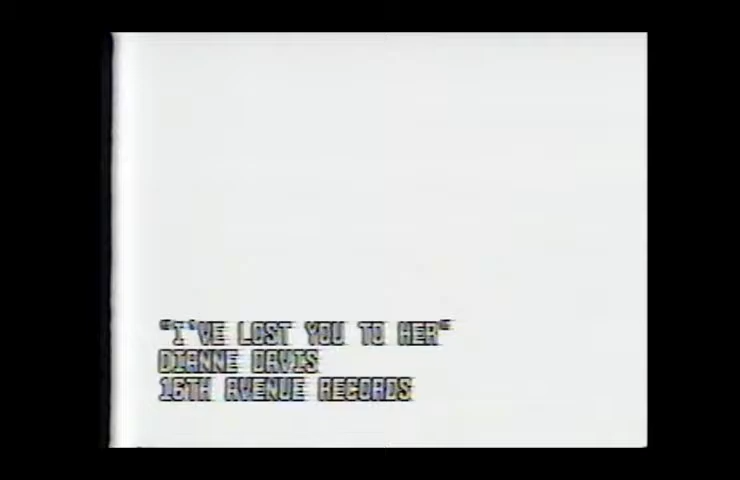 "I'VE LOST YOU TO HER"
DIANNE DAVIS
16TH AVENUE RECORDS